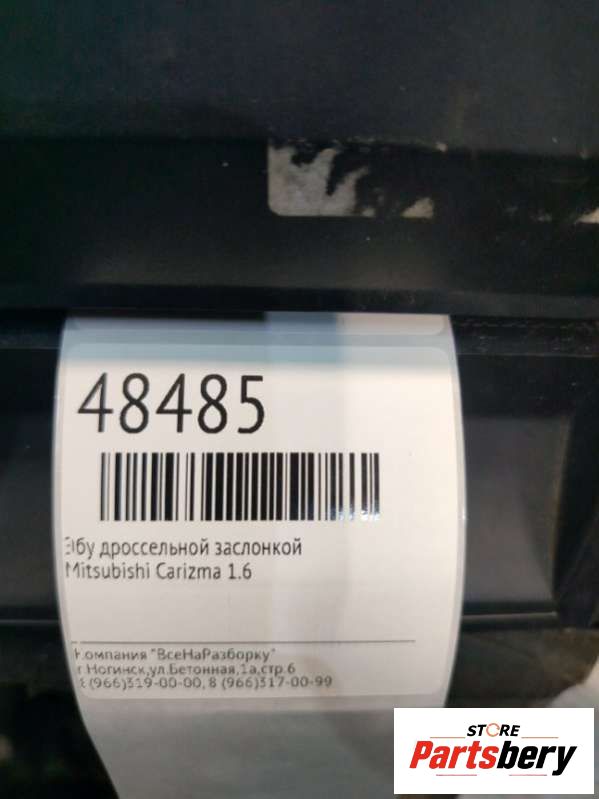 48485
Эбу дроссельной заслонкой
Mitsubishi Carizma 1.6
Компания "ВсеНаРазборку"
г Ногинск,ул.Бетонная,1а,стр.6
8 (966)319-00-00, 8 (966)317-00-99
STORE
Partsbery